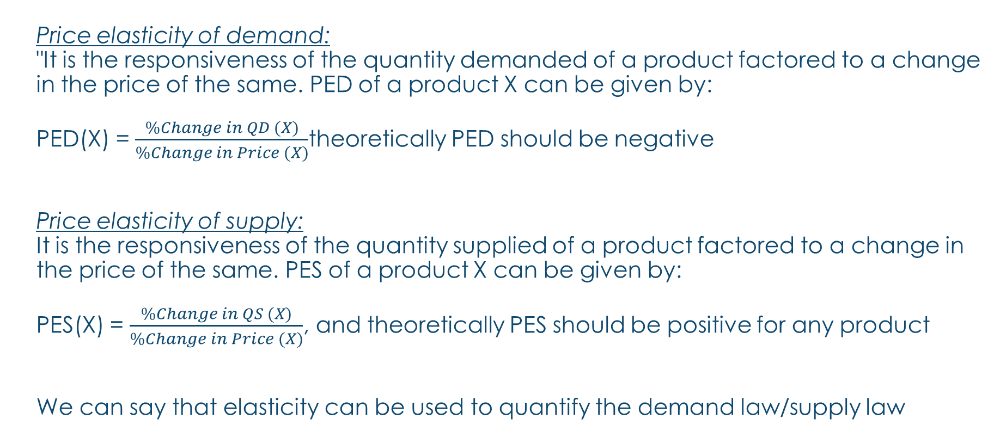 Price elasticity of demand:
"It is the responsiveness of the quantity demanded of a product factored to a change
in the price of the same. PED of a product X can be given by:
PED(X) = %Change in QD (X) / %Change in Price (X) theoretically PED should be negative
Price elasticity of supply:
It is the responsiveness of the quantity supplied of a product factored to a change in
the price of the same. PES of a product X can be given by:
PES(X) = %Change in QS (X) / %Change in Price (X), and theoretically PES should be positive for any product
We can say that elasticity can be used to quantify the demand law/supply law